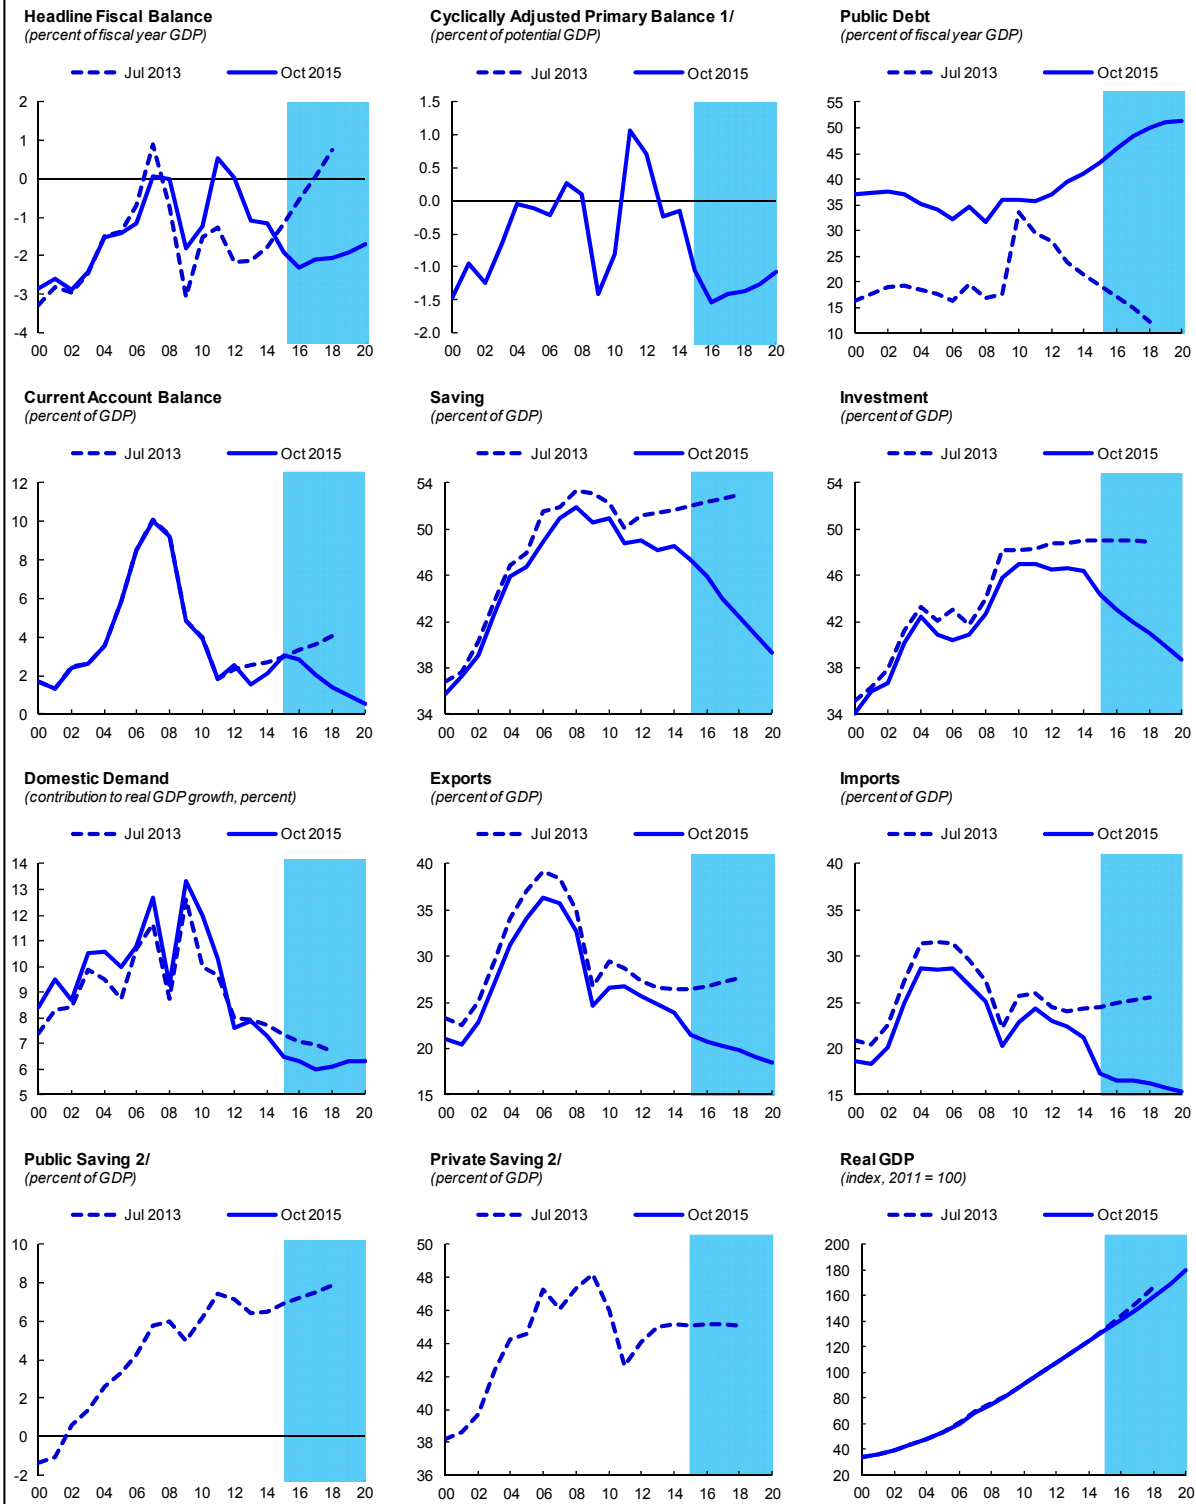 Headline Fiscal Balance
(percent of fiscal year GDP)
Jul 2013 Oct 2015
2
1
0
-1
-2
-3
-4
00 02 04 06 08 10 12 14 16 18 20
Cyclically Adjusted Primary Balance 1/
(percent of potential GDP)
Jul 2013 Oct 2015
1.5
1.0
0.5
0.0
-0.5
-1.0
-1.5
-2.0
00 02 04 06 08 10 12 14 16 18 20
Public Debt
(percent of fiscal year GDP)
Jul 2013 Oct 2015
55
50
45
40
35
30
25
20
15
10
00 02 04 06 08 10 12 14 16 18 20
Current Account Balance
(percent of GDP)
Jul 2013 Oct 2015
12
10
8
6
4
2
0
00 02 04 06 08 10 12 14 16 18 20
Saving
(percent of GDP)
Jul 2013 Oct 2015
54
50
46
42
38
34
00 02 04 06 08 10 12 14 16 18 20
Investment
(percent of GDP)
Jul 2013 Oct 2015
54
50
46
42
38
34
00 02 04 06 08 10 12 14 16 18 20
Domestic Demand
(contribution to real GDP growth, percent)
Jul 2013 Oct 2015
14
13
12
11
10
9
8
7
6
5
00 02 04 06 08 10 12 14 16 18 20
Exports
(percent of GDP)
Jul 2013 Oct 2015
40
35
30
25
20
15
00 02 04 06 08 10 12 14 16 18 20
Imports
(percent of GDP)
Jul 2013 Oct 2015
40
35
30
25
20
15
00 02 04 06 08 10 12 14 16 18 20
Public Saving 2/
(percent of GDP)
Jul 2013 Oct 2015
10
8
6
4
2
0
-2
00 02 04 06 08 10 12 14 16 18 20
Private Saving 2/
(percent of GDP)
Jul 2013 Oct 2015
50
48
46
44
42
40
38
36
00 02 04 06 08 10 12 14 16 18 20
Real GDP
(index, 2011 = 100)
Jul 2013 Oct 2015
200
180
160
140
120
100
80
60
40
20
00 02 04 06 08 10 12 14 16 18 20